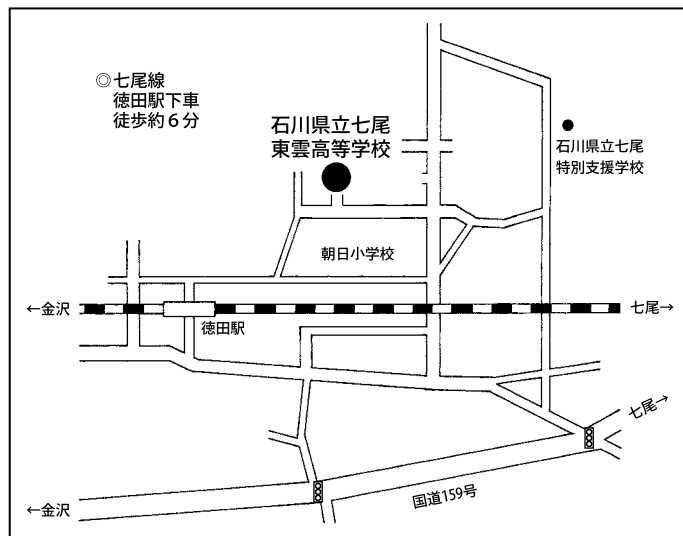 ◎七尾線
徳田駅下車
徒歩約6分
石川県立七尾
東雲高等学校
石川県立七尾
特別支援学校
朝日小学校
←金沢
七尾→
徳田駅
七尾→
国道159号
←金沢